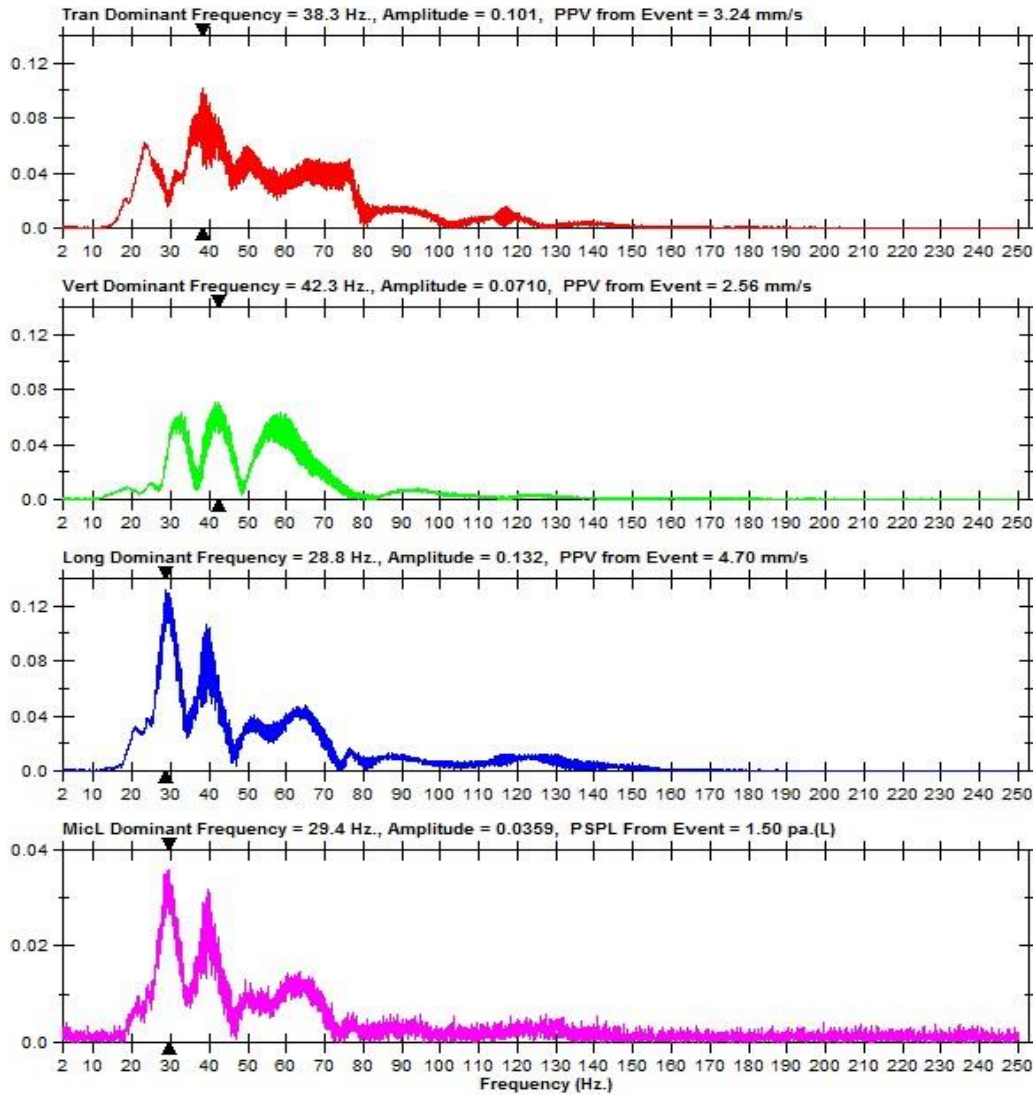 Tran Dominant Frequency = 38.3 Hz., Amplitude = 0.101, PPV from Event = 3.24 mm/s
0.12
0.08
0.04
0.0
2 10 20 30 40 50 60 70 80 90 100 110 120 130 140 150 160 170 180 190 200 210 220 230 240 250
Vert Dominant Frequency = 42.3 Hz., Amplitude = 0.0710, PPV from Event = 2.56 mm/s
0.12
0.08
0.04
0.0
2 10 20 30 40 50 60 70 80 90 100 110 120 130 140 150 160 170 180 190 200 210 220 230 240 250
Long Dominant Frequency = 28.8 Hz., Amplitude = 0.132, PPV from Event = 4.70 mm/s
0.12
0.08
0.04
0.0
2 10 20 30 40 50 60 70 80 90 100 110 120 130 140 150 160 170 180 190 200 210 220 230 240 250
MicL Dominant Frequency = 29.4 Hz., Amplitude = 0.0359, PSPL From Event = 1.50 pa.(L)
0.04
0.02
0.0
2 10 20 30 40 50 60 70 80 90 100 110 120 130 140 150 160 170 180 190 200 210 220 230 240 250
Frequency (Hz.)